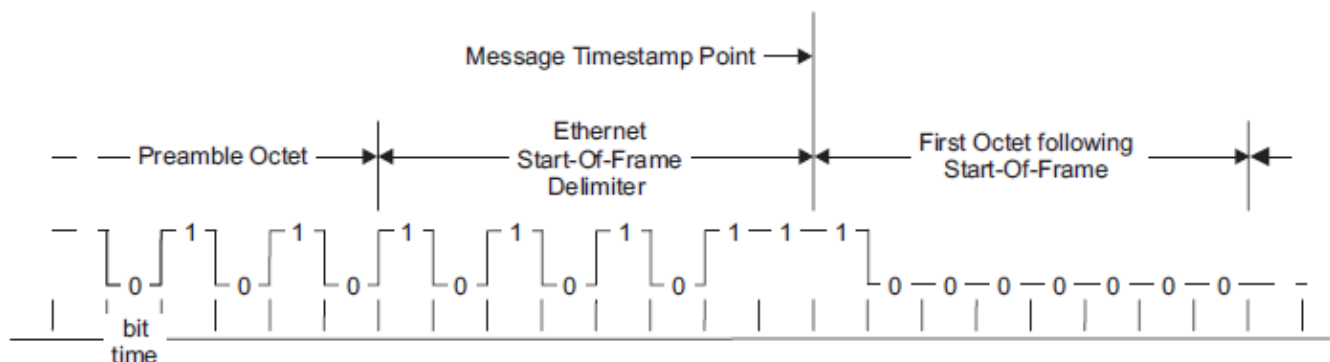 Message Timestamp Point
Preamble Octet
Ethernet
Start-Of-Frame
Delimiter
First Octet following
Start-Of-Frame
1 1 1 1 1 1 1 1
0 0 0 0 0 0 0 0 0 0 0 0 0
bit
time